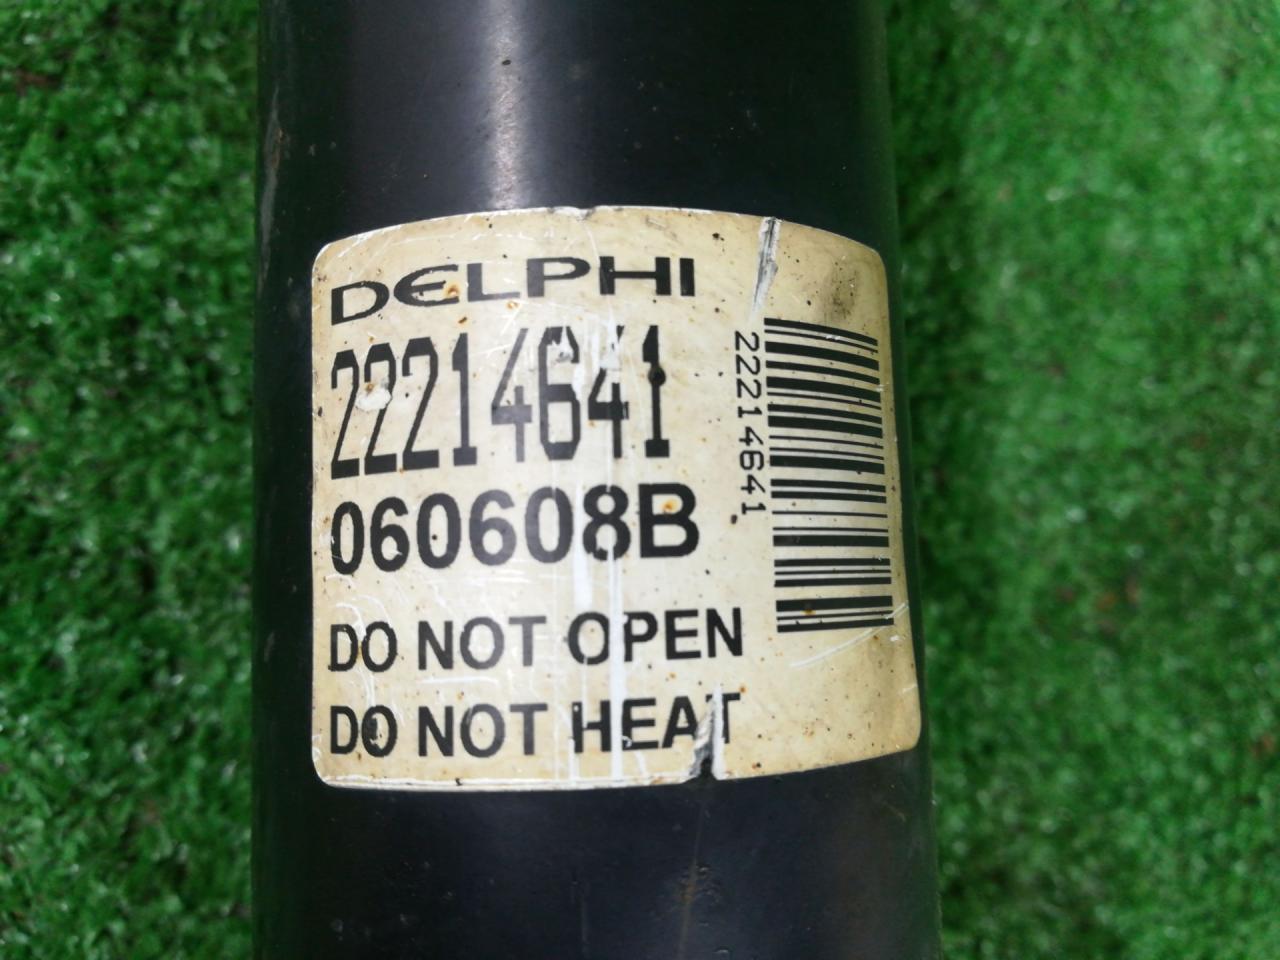 DELPHI
22214641
060608B
DO NOT OPEN
DO NOT HEAT
22214641